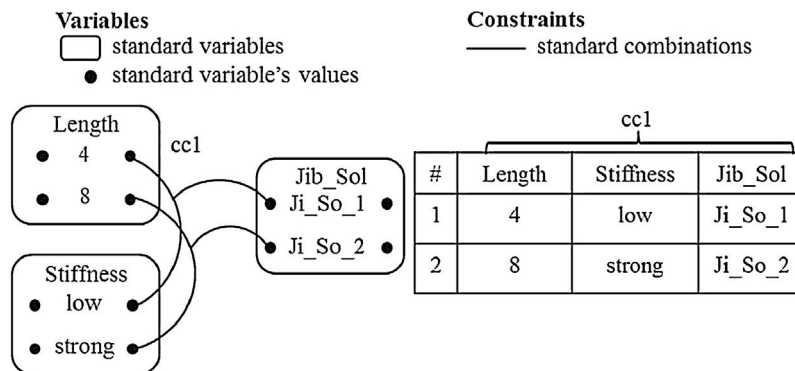 Variables
standard variables
standard variable's values
Constraints
standard combinations
Length
4
8
cc1
Jib_Sol
Ji_So_1
Ji_So_2
Stiffness
low
strong
cc1
# Length Stiffness Jib_Sol
1 4 low Ji_So_1
2 8 strong Ji_So_2